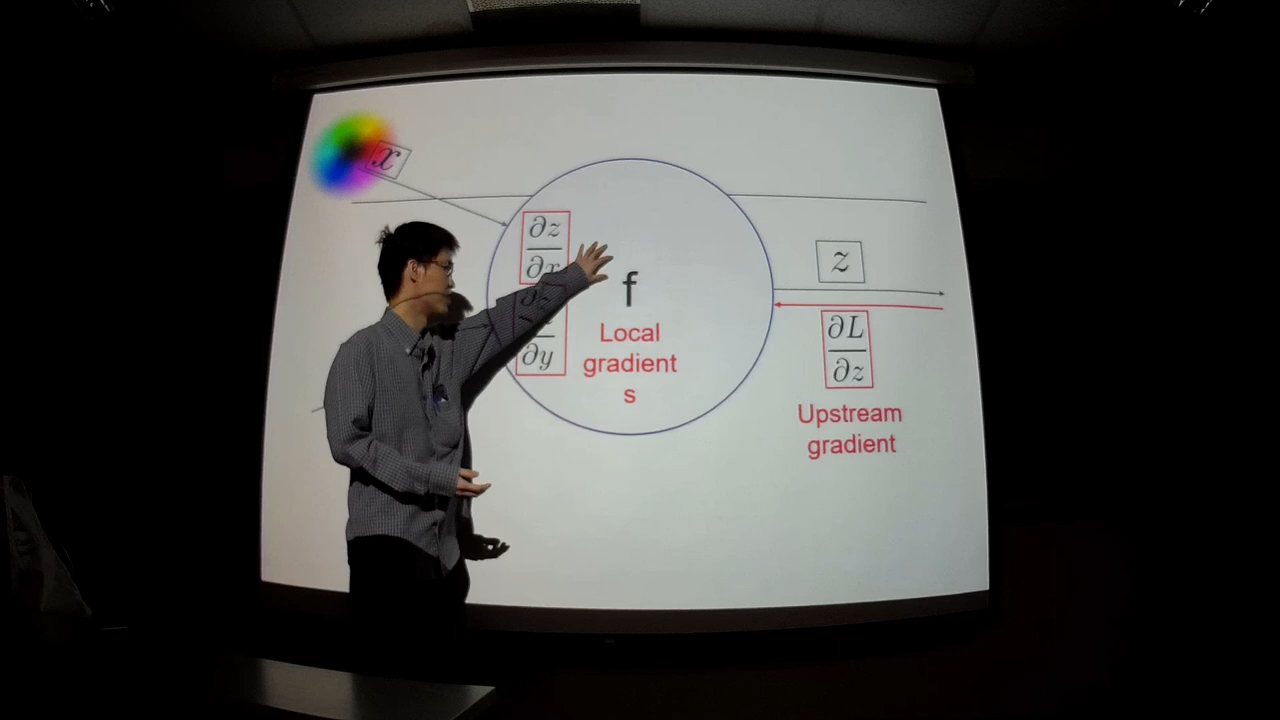 x
∂z
∂x
∂y
f
Local
gradient
s
z
∂L
∂z
Upstream
gradient